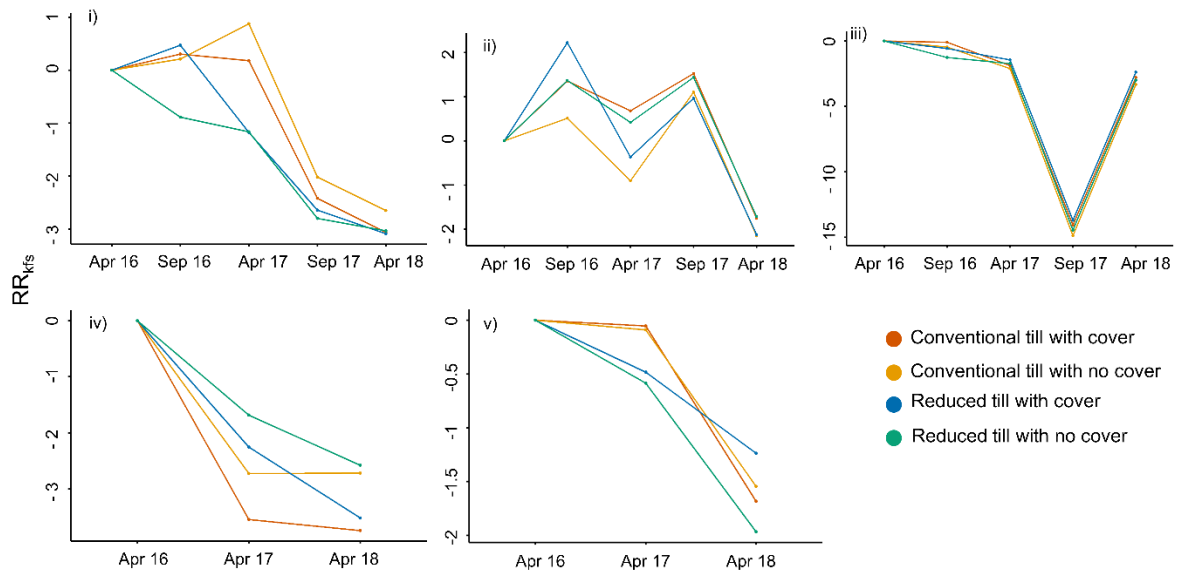 i)
1
0
-1
-2
-3
Apr 16 Sep 16 Apr 17 Sep 17 Apr 18
ii)
2
1
0
- 1
- 2
Apr 16 Sep 16 Apr 17 Sep 17 Apr 18
iii)
0
-5
-10
-15
Apr 16 Sep 16 Apr 17 Sep 17 Apr 18
RRkfs
iv)
0
-1
-2
-3
Apr 16 Apr 17 Apr 18
v)
0
-0.5
-1
-1.5
-2
Apr 16 Apr 17 Apr 18
Conventional till with cover
Conventional till with no cover
Reduced till with cover
Reduced till with no cover